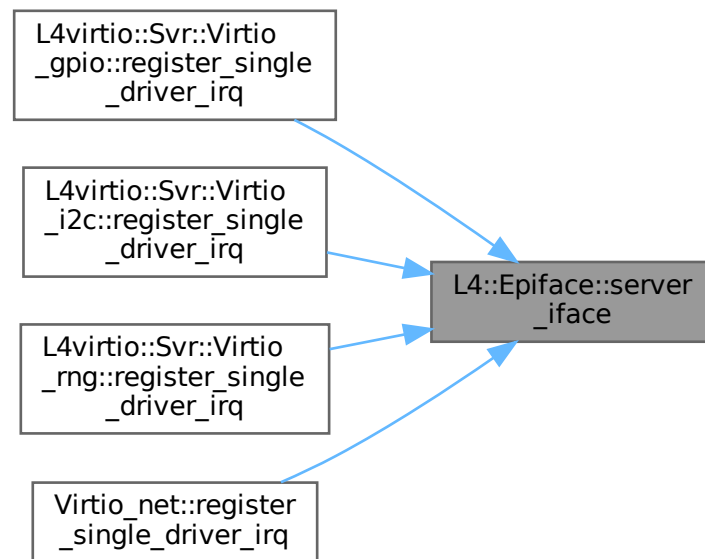 L4virtio::Svr::Virtio
_gpio::register_single
_driver_irq
L4virtio::Svr::Virtio
_i2c::register_single
_driver_irq
L4::Epiface::server
_iface
L4virtio::Svr::Virtio
_rng::register_single
_driver_irq
Virtio_net::register
_single_driver_irq